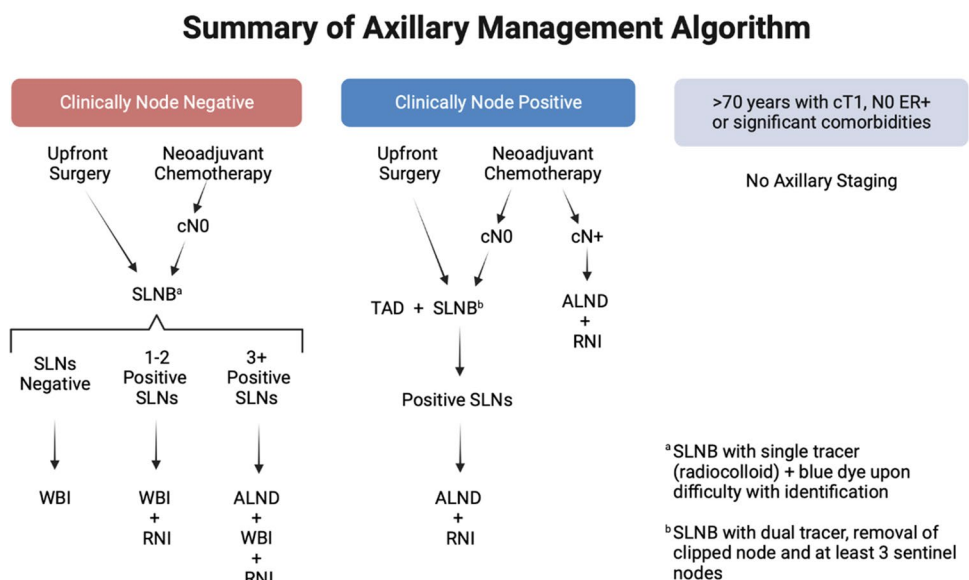 Summary of Axillary Management Algorithm
Clinically Node Negative
Upfront
Surgery
Neoadjuvant
Chemotherapy
cN0
SLNBᵃ
SLNs
Negative
1-2
Positive
SLNs
3+
Positive
SLNs
WBI
WBI
+
RNI
ALND
+
WBI
+
RNI
Clinically Node Positive
Upfront
Surgery
Neoadjuvant
Chemotherapy
cN0
cN+
TAD + SLNBᵇ
ALND
+
RNI
Positive SLNs
ALND
+
RNI
>70 years with cT1, N0 ER+
or significant comorbidities
No Axillary Staging
ᵃSLNB with single tracer
(radiocolloid) + blue dye upon
difficulty with identification
ᵇSLNB with dual tracer, removal of
clipped node and at least 3 sentinel
nodes